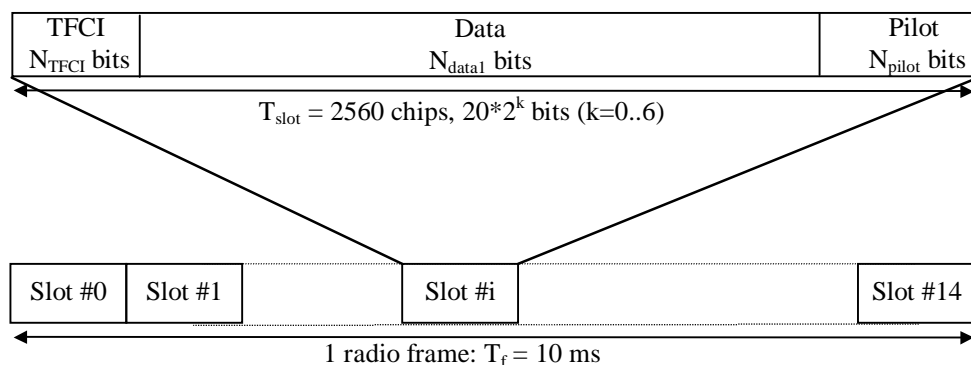 TFCI Data Pilot
N_TFCI bits N_data1 bits N_pilot bits
T_slot = 2560 chips, 20*2^k bits (k=0..6)
Slot #0 Slot #1 Slot #i Slot #14
1 radio frame: T_f = 10 ms